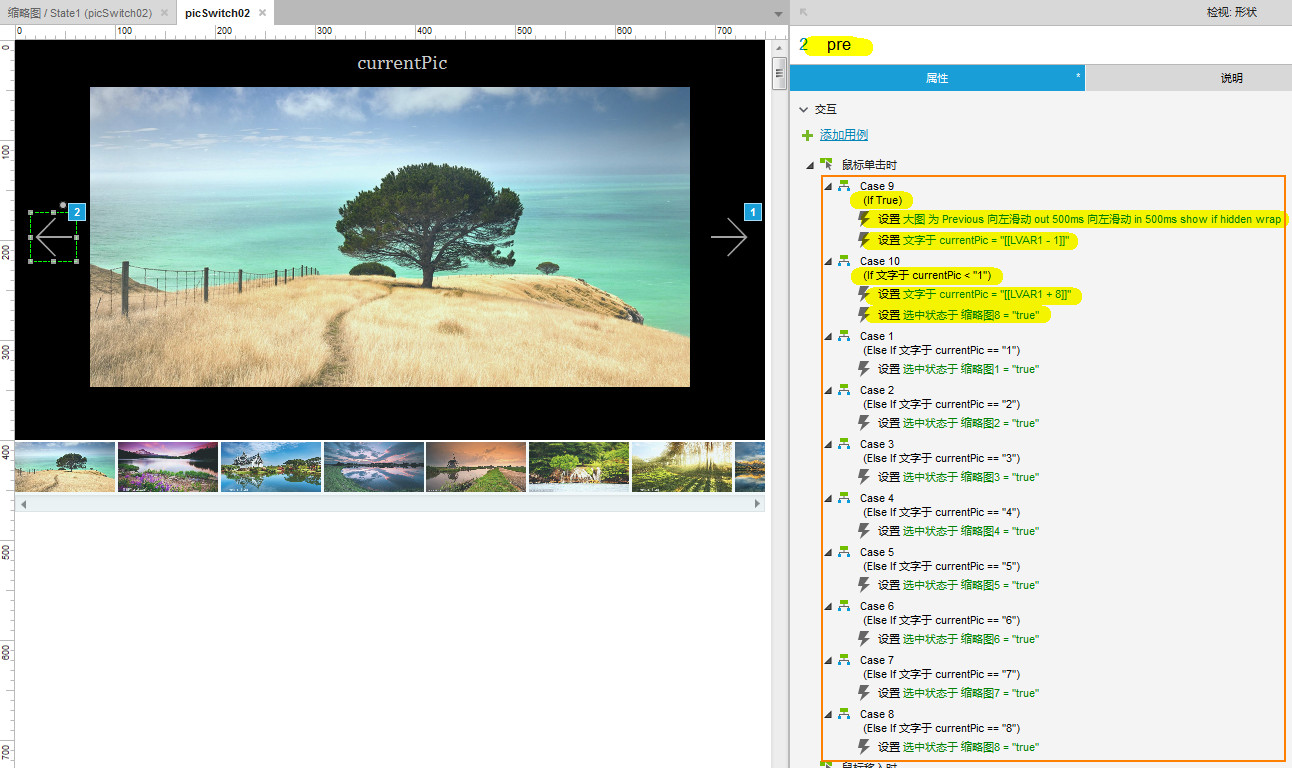 缩略图 / State1 (picSwitch02)
picSwitch02
0 100 200 300 400 500 600 700
0
100
200
300
400
500
600
700
currentPic
2
1
检视: 形状
2 pre
属性 *
说明
交互
添加用例
鼠标单击时
Case 9
(If True)
设置 大图 为 Previous 向左滑动 out 500ms 向左滑动 in 500ms show if hidden wrap
设置 文字于 currentPic = "[[LVAR1 - 1]]"
Case 10
(If 文字于 currentPic < "1")
设置 文字于 currentPic = "[[LVAR1 + 8]]"
设置 选中状态于 缩略图8 = "true"
Case 1
(Else If 文字于 currentPic == "1")
设置 选中状态于 缩略图1 = "true"
Case 2
(Else If 文字于 currentPic == "2")
设置 选中状态于 缩略图2 = "true"
Case 3
(Else If 文字于 currentPic == "3")
设置 选中状态于 缩略图3 = "true"
Case 4
(Else If 文字于 currentPic == "4")
设置 选中状态于 缩略图4 = "true"
Case 5
(Else If 文字于 currentPic == "5")
设置 选中状态于 缩略图5 = "true"
Case 6
(Else If 文字于 currentPic == "6")
设置 选中状态于 缩略图6 = "true"
Case 7
(Else If 文字于 currentPic == "7")
设置 选中状态于 缩略图7 = "true"
Case 8
(Else If 文字于 currentPic == "8")
设置 选中状态于 缩略图8 = "true"
鼠标移入时